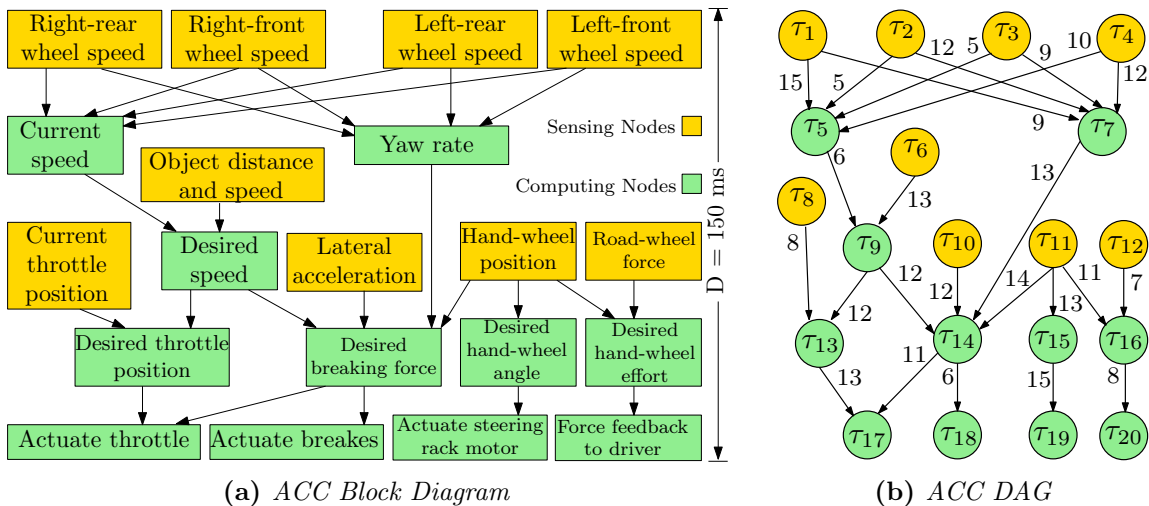 Right-rear
wheel speed
Right-front
wheel speed
Left-rear
wheel speed
Left-front
wheel speed
Current
speed
Yaw rate
Sensing Nodes
Object distance
and speed
Computing Nodes
D = 150 ms
Current
throttle
position
Desired
speed
Lateral
acceleration
Hand-wheel
position
Road-wheel
force
Desired throttle
position
Desired
breaking force
Desired
hand-wheel
angle
Desired
hand-wheel
effort
Actuate throttle
Actuate breakes
Actuate steering
rack motor
Force feedback
to driver
(a) ACC Block Diagram
τ1
τ2
τ3
τ4
15
5
12
5
9
10
12
9
τ5
τ7
6
τ6
13
13
τ8
8
τ9
τ10
τ11
τ12
12
12
12
14
13
11
7
τ13
τ14
τ15
τ16
13
11
6
15
8
τ17
τ18
τ19
τ20
(b) ACC DAG